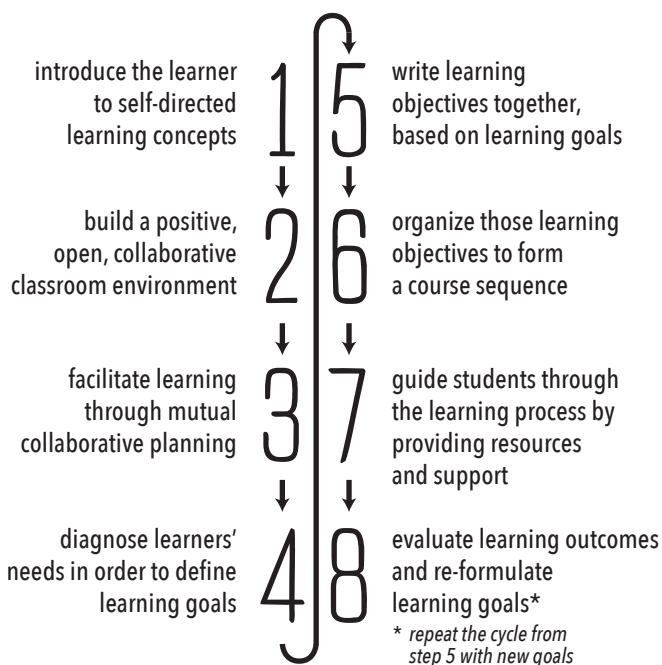 1
introduce the learner
to self-directed
learning concepts
2
build a positive,
open, collaborative
classroom environment
3
facilitate learning
through mutual
collaborative planning
4
diagnose learners'
needs in order to define
learning goals
5
write learning
objectives together,
based on learning goals
6
organize those learning
objectives to form
a course sequence
7
guide students through
the learning process by
providing resources
and support
8
evaluate learning outcomes
and re-formulate
learning goals*
* repeat the cycle from
step 5 with new goals